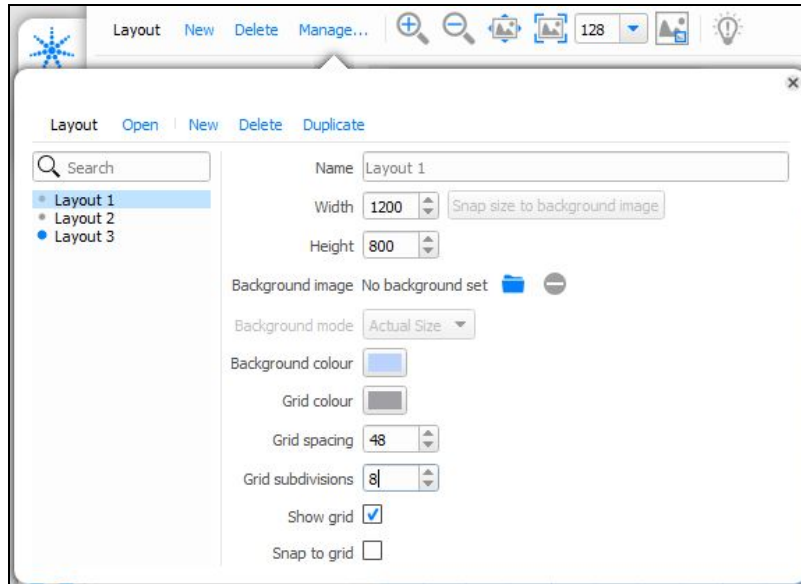 Layout New Delete Manage... 128
Layout Open New Delete Duplicate
Search
Layout 1
Layout 2
Layout 3
Name Layout 1
Width 1200 Snap size to background image
Height 800
Background image No background set
Background mode Actual Size
Background colour
Grid colour
Grid spacing 48
Grid subdivisions 8
Show grid
Snap to grid